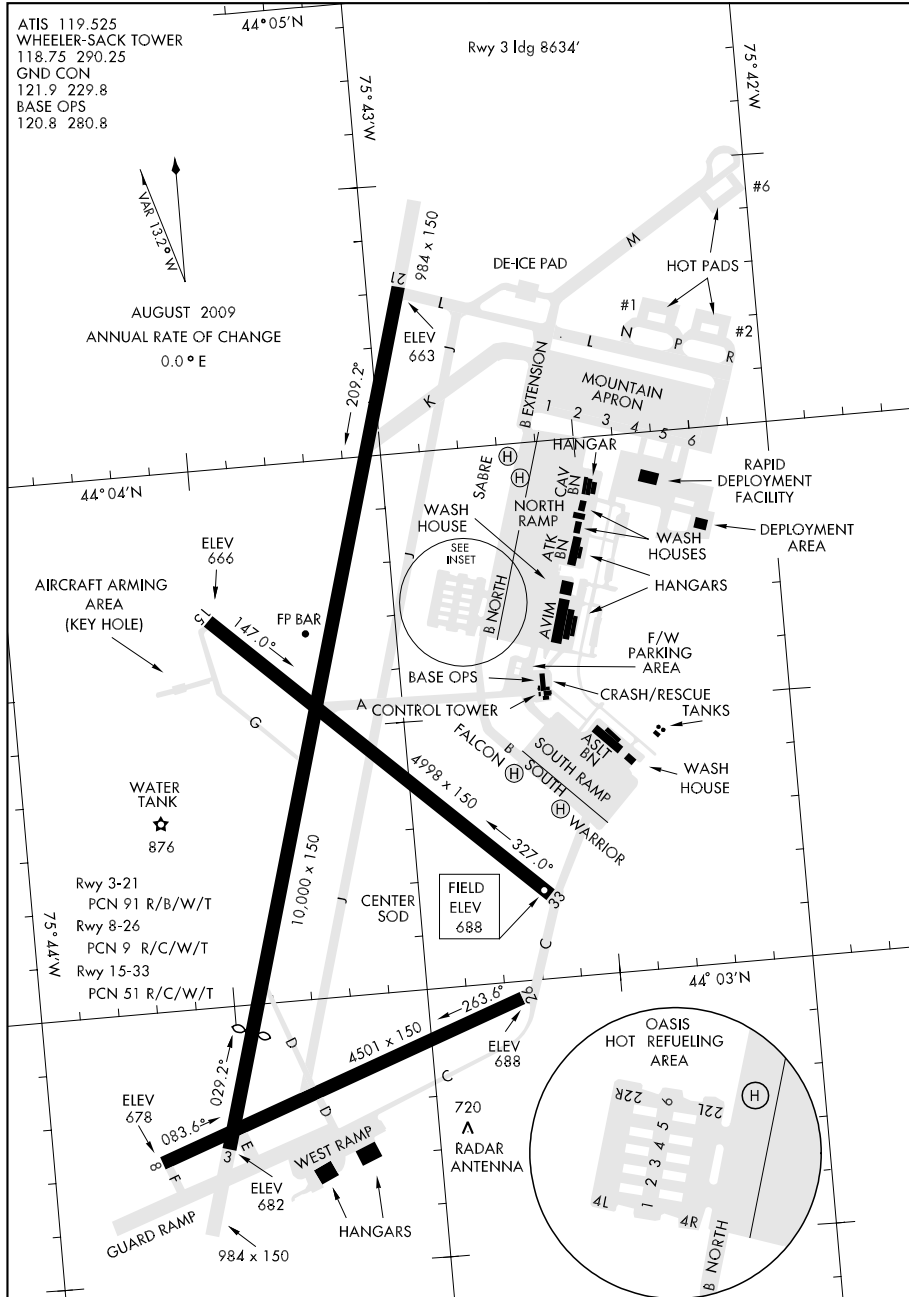 ATIS 119.525
WHEELER-SACK TOWER
118.75 290.25
GND CON
121.9 229.8
BASE OPS
120.8 280.8
44°05'N
Rwy 3 ldg 8634'
75°43'W
75°42'W
VAR 13.2°W
AUGUST 2009
ANNUAL RATE OF CHANGE
0.0°E
984 x 150
21
L
DE-ICE PAD
M
#6
HOT PADS
#1
N
P
#2
R
L
ELEV
663
J
K
209.2°
B EXTENSION
MOUNTAIN
APRON
1
2
3
4
5
6
44°04'N
SABRE
H
H
HANGAR
CAV
BN
NORTH
RAMP
RAPID
DEPLOYMENT
FACILITY
WASH
HOUSE
ATK
BN
WASH
HOUSES
DEPLOYMENT
AREA
ELEV
666
AIRCRAFT ARMING
AREA
(KEY HOLE)
J
SEE
INSET
B NORTH
AVIM
HANGARS
15
147.0°
FP BAR
F/W
PARKING
AREA
BASE OPS
CRASH/RESCUE
A
CONTROL TOWER
TANKS
G
FALCON
H
B
SOUTH
SOUTH RAMP
ASLT
BN
WASH
HOUSE
H
WARRIOR
4998 x 150
327.0°
33
WATER
TANK
876
10,000 x 150
J
CENTER
SOD
FIELD
ELEV
688
Rwy 3-21
PCN 91 R/B/W/T
Rwy 8-26
PCN 9 R/C/W/T
Rwy 15-33
PCN 51 R/C/W/T
75°44'W
C
44°03'N
263.6°
26
ELEV
688
4501 x 150
D
C
029.2°
ELEV
678
083.6°
8
F
3
E
D
WEST RAMP
ELEV
682
GUARD RAMP
984 x 150
HANGARS
720
RADAR
ANTENNA
OASIS
HOT REFUELING
AREA
H
22R
22L
6
5
4
3
2
1
4L
4R
B NORTH